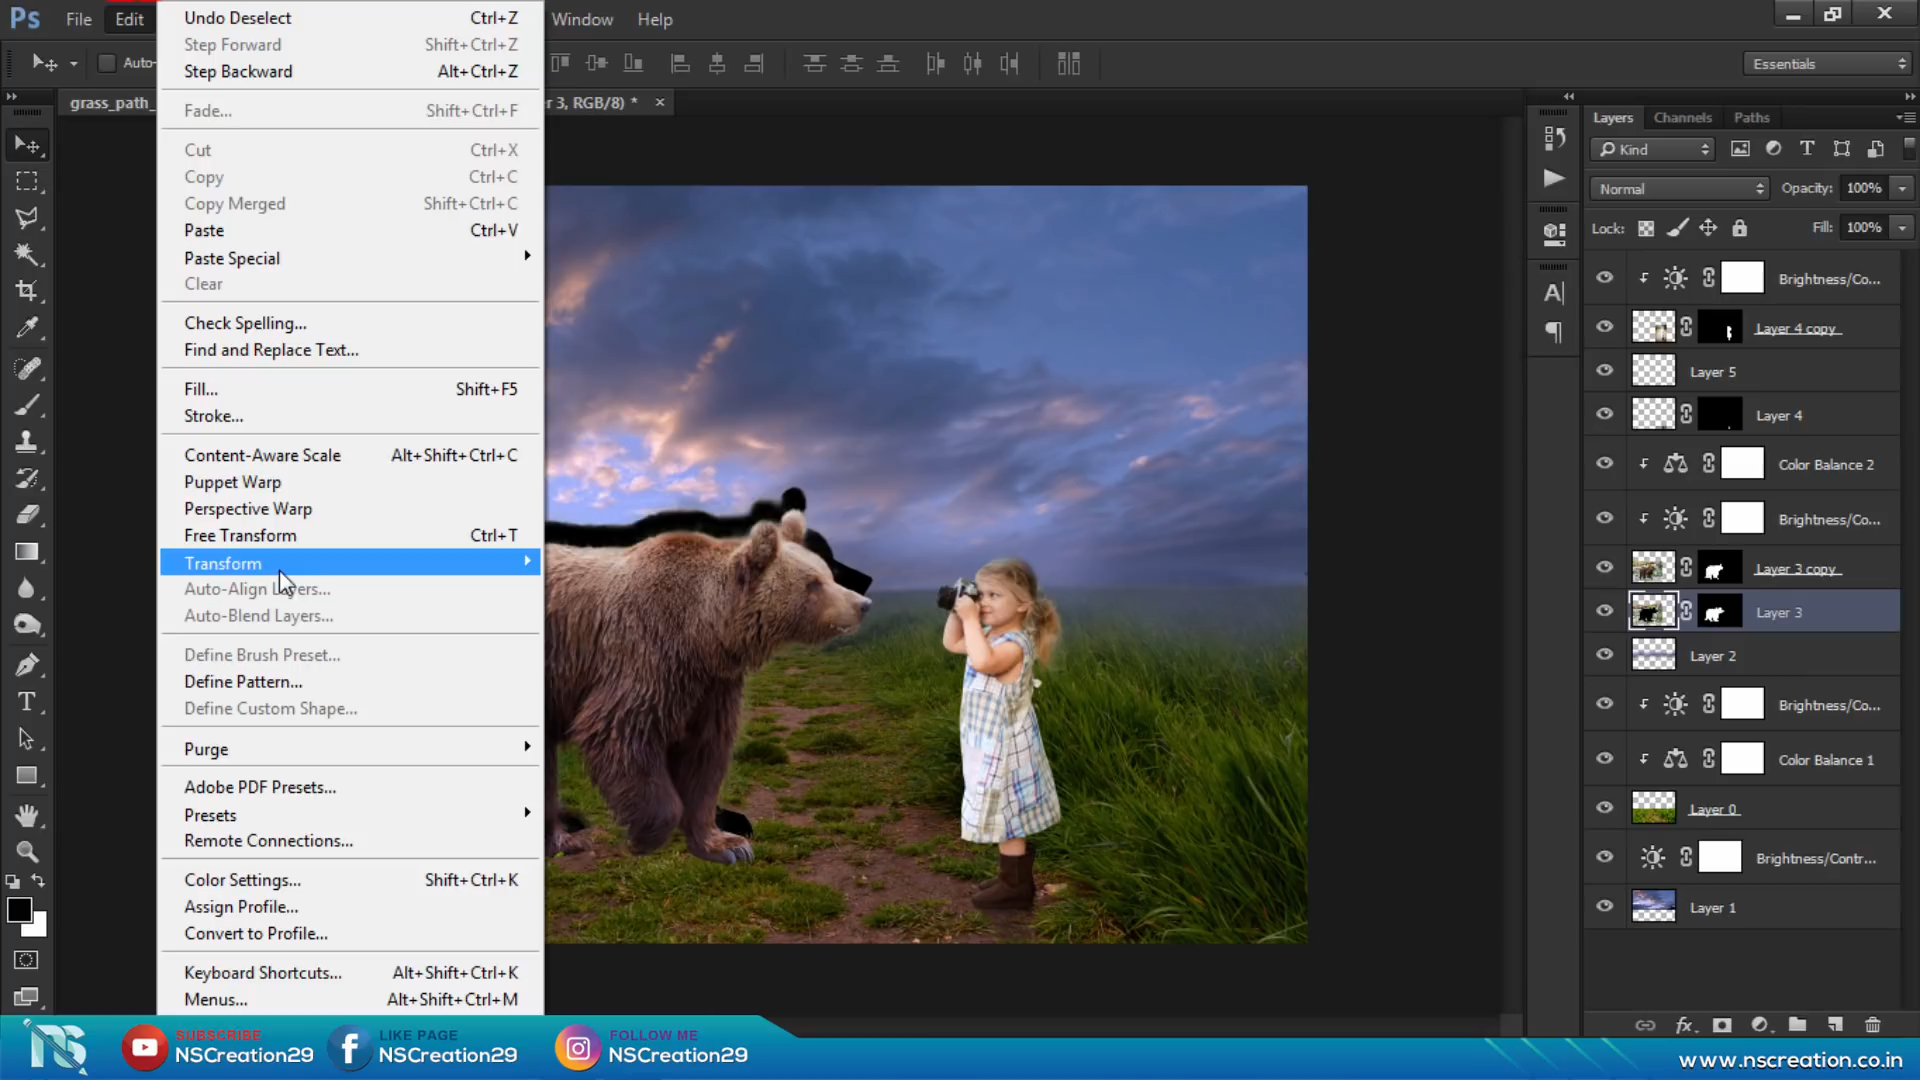 Ps File Edit Window Help
Auto-
Essentials
grass_path_
er 3, RGB/8) *
Undo Deselect Ctrl+Z
Step Forward Shift+Ctrl+Z
Step Backward Alt+Ctrl+Z
Fade... Shift+Ctrl+F
Cut Ctrl+X
Copy Ctrl+C
Copy Merged Shift+Ctrl+C
Paste Ctrl+V
Paste Special
Clear
Check Spelling...
Find and Replace Text...
Fill... Shift+F5
Stroke...
Content-Aware Scale Alt+Shift+Ctrl+C
Puppet Warp
Perspective Warp
Free Transform Ctrl+T
Transform
Auto-Align Layers...
Auto-Blend Layers...
Define Brush Preset...
Define Pattern...
Define Custom Shape...
Purge
Adobe PDF Presets...
Presets
Remote Connections...
Color Settings... Shift+Ctrl+K
Assign Profile...
Convert to Profile...
Keyboard Shortcuts... Alt+Shift+Ctrl+K
Menus... Alt+Shift+Ctrl+M
Layers Channels Paths
Kind
Normal Opacity: 100%
Lock: Fill: 100%
Brightness/Co...
Layer 4 copy
Layer 5
Layer 4
Color Balance 2
Brightness/Co...
Layer 3 copy
Layer 3
Layer 2
Brightness/Co...
Color Balance 1
Layer 0
Brightness/Contr...
Layer 1
NS
SUBSCRIBE
NSCreation29
LIKE PAGE
NSCreation29
FOLLOW ME
NSCreation29
www.nscreation.co.in